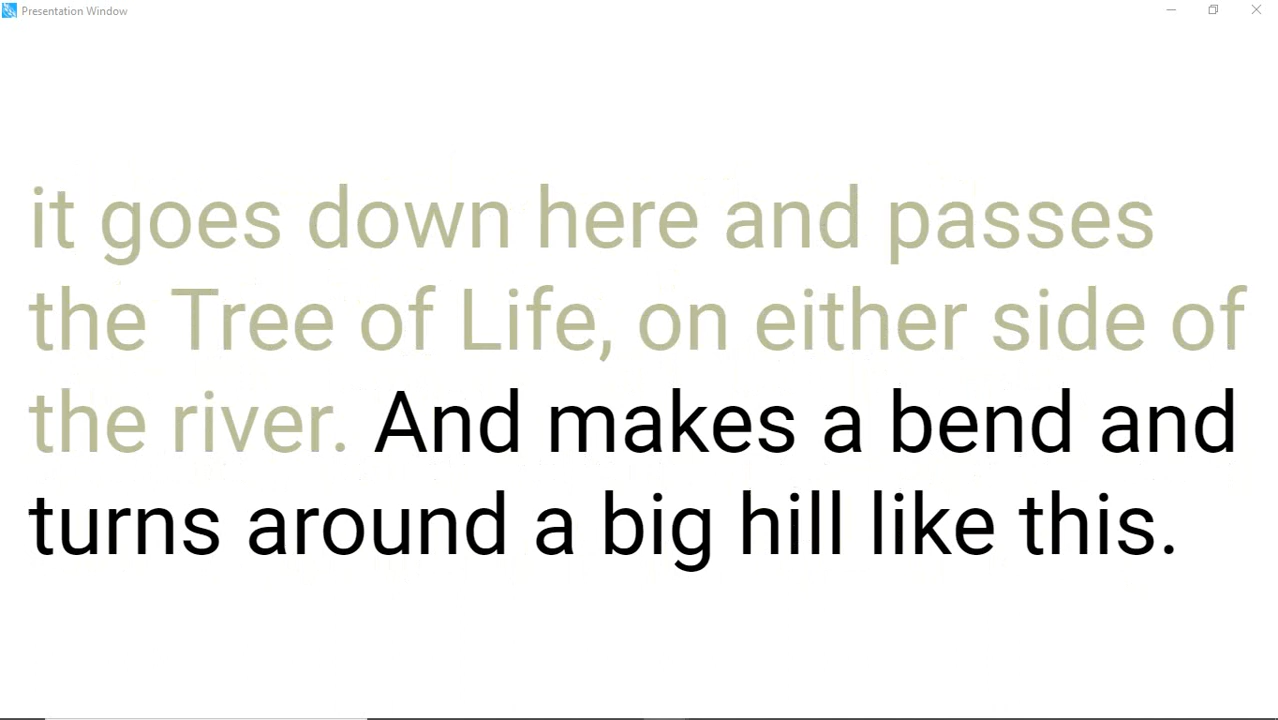 Presentation Window
it goes down here and passes
the Tree of Life, on either side of
the river. And makes a bend and
turns around a big hill like this.